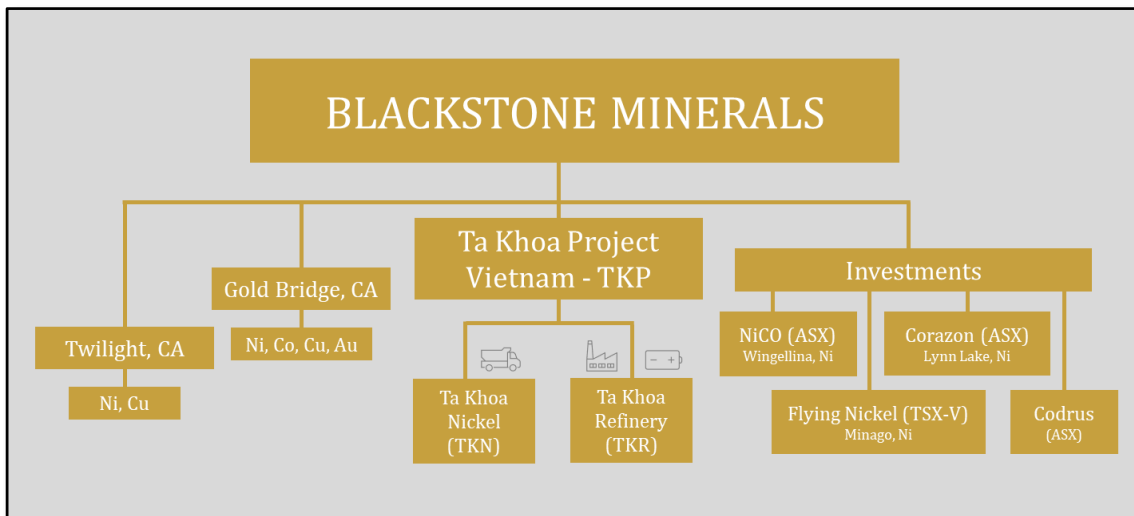 BLACKSTONE MINERALS
Twilight, CA
Ni, Cu
Gold Bridge, CA
Ni, Co, Cu, Au
Ta Khoa Project
Vietnam - TKP
Ta Khoa
Nickel
(TKN)
Ta Khoa
Refinery
(TKR)
Investments
NiCO (ASX)
Wingellina, Ni
Corazon (ASX)
Lynn Lake, Ni
Flying Nickel (TSX-V)
Minago, Ni
Codrus
(ASX)